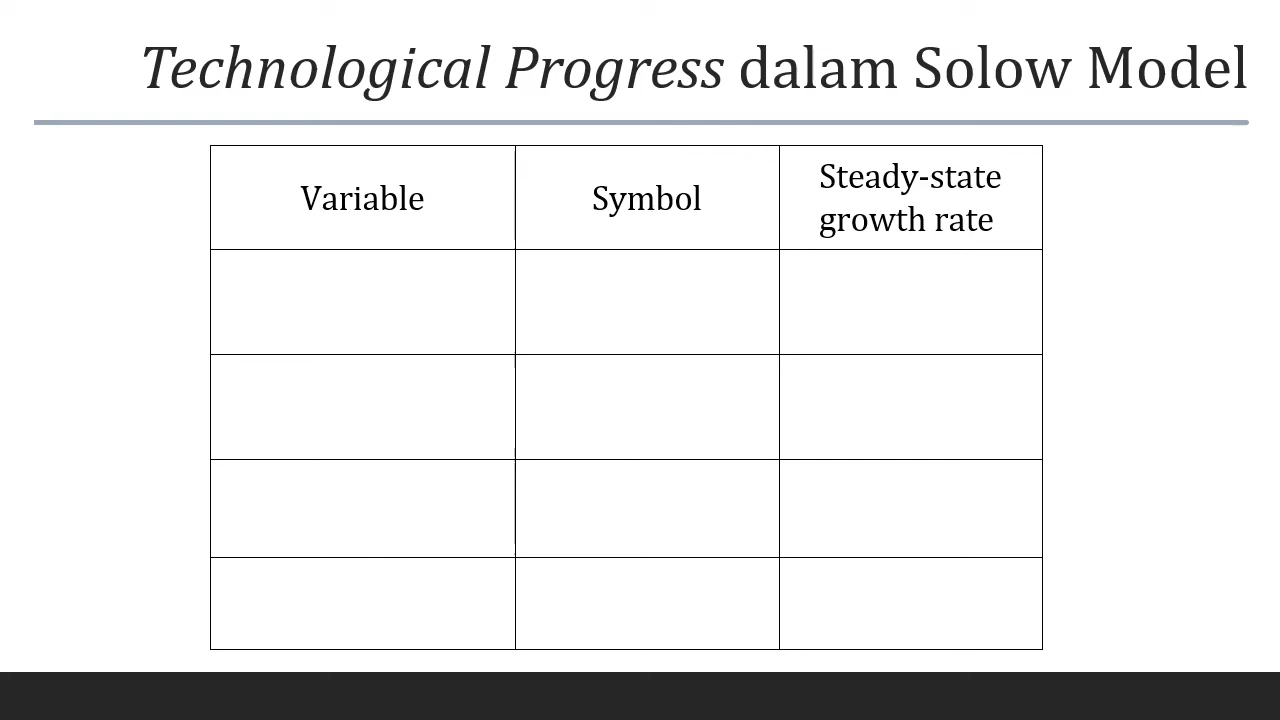 Technological Progress dalam Solow Model
Variable
Symbol
Steady-state
growth rate